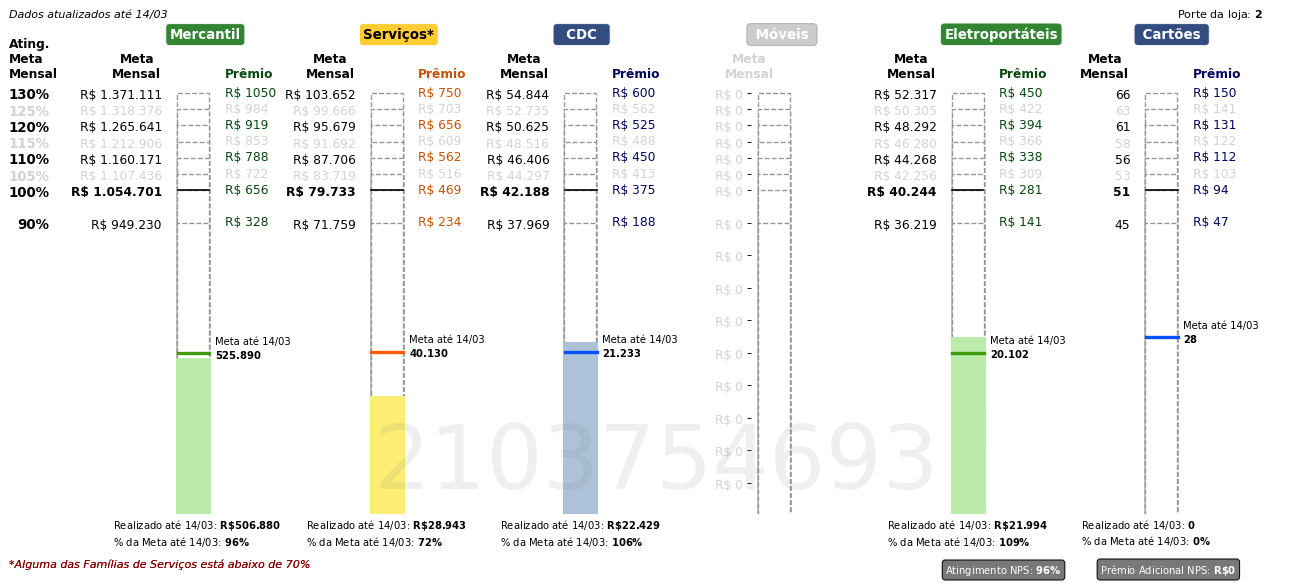 Dados atualizados até 14/03 Porte da loja: 2
Mercantil Serviços* CDC Móveis Eletroportáteis Cartões
Ating. Meta Mensal Meta Mensal Prêmio Meta Mensal Prêmio Meta Mensal Prêmio Meta Mensal Meta Mensal Prêmio Meta Mensal Prêmio
130% R$ 1.371.111 R$ 1050 R$ 103.652 R$ 750 R$ 54.844 R$ 600 R$ 0 R$ 52.317 R$ 450 66 R$ 150
125% R$ 1.318.376 R$ 984 R$ 99.666 R$ 703 R$ 52.735 R$ 562 R$ 0 R$ 50.305 R$ 422 63 R$ 141
120% R$ 1.265.641 R$ 919 R$ 95.679 R$ 656 R$ 50.625 R$ 525 R$ 0 R$ 48.292 R$ 394 61 R$ 131
115% R$ 1.212.906 R$ 853 R$ 91.692 R$ 609 R$ 48.516 R$ 488 R$ 0 R$ 46.280 R$ 366 58 R$ 122
110% R$ 1.160.171 R$ 788 R$ 87.706 R$ 562 R$ 46.406 R$ 450 R$ 0 R$ 44.268 R$ 338 56 R$ 112
105% R$ 1.107.436 R$ 722 R$ 83.719 R$ 516 R$ 44.297 R$ 413 R$ 0 R$ 42.256 R$ 309 53 R$ 103
100% R$ 1.054.701 R$ 656 R$ 79.733 R$ 469 R$ 42.188 R$ 375 R$ 0 R$ 40.244 R$ 281 51 R$ 94
90% R$ 949.230 R$ 328 R$ 71.759 R$ 234 R$ 37.969 R$ 188 R$ 0 R$ 36.219 R$ 141 45 R$ 47
R$ 0
R$ 0
R$ 0
Meta até 14/03 Meta até 14/03 Meta até 14/03 Meta até 14/03 Meta até 14/03
525.890 40.130 21.233 R$ 0 20.102 28
R$ 0
R$ 0
R$ 0
R$ 0
2103754693
Realizado até 14/03: R$506.880 Realizado até 14/03: R$28.943 Realizado até 14/03: R$22.429 Realizado até 14/03: R$21.994 Realizado até 14/03: 0
% da Meta até 14/03: 96% % da Meta até 14/03: 72% % da Meta até 14/03: 106% % da Meta até 14/03: 109% % da Meta até 14/03: 0%
*Alguma das Famílias de Serviços está abaixo de 70% Atingimento NPS: 96% Prêmio Adicional NPS: R$0